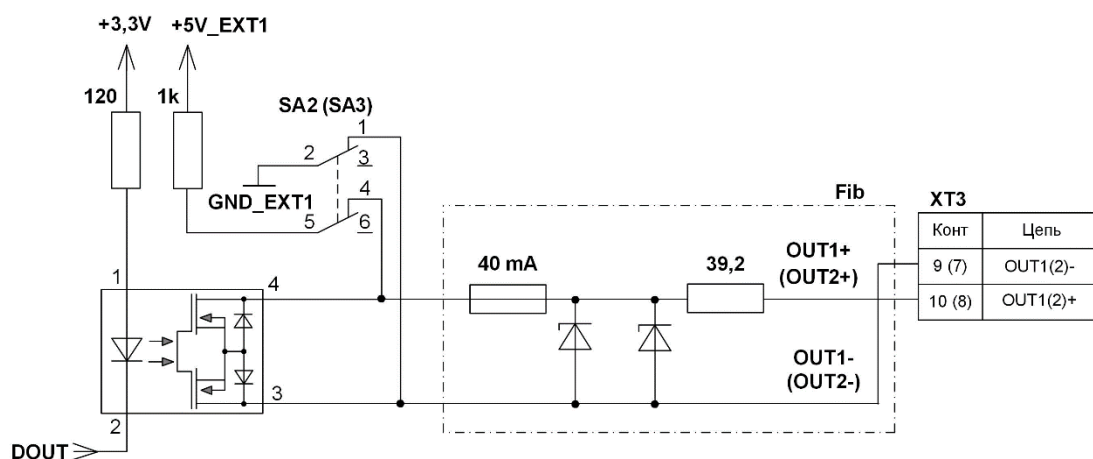 +3,3V
+5V_EXT1
120
1k
SA2 (SA3)
1
2
3
GND_EXT1
4
5
6
Fib
XT3
Конт Цепь
9 (7) OUT1(2)-
10 (8) OUT1(2)+
40 mA
39,2
OUT1+
(OUT2+)
1
4
OUT1-
(OUT2-)
3
2
DOUT